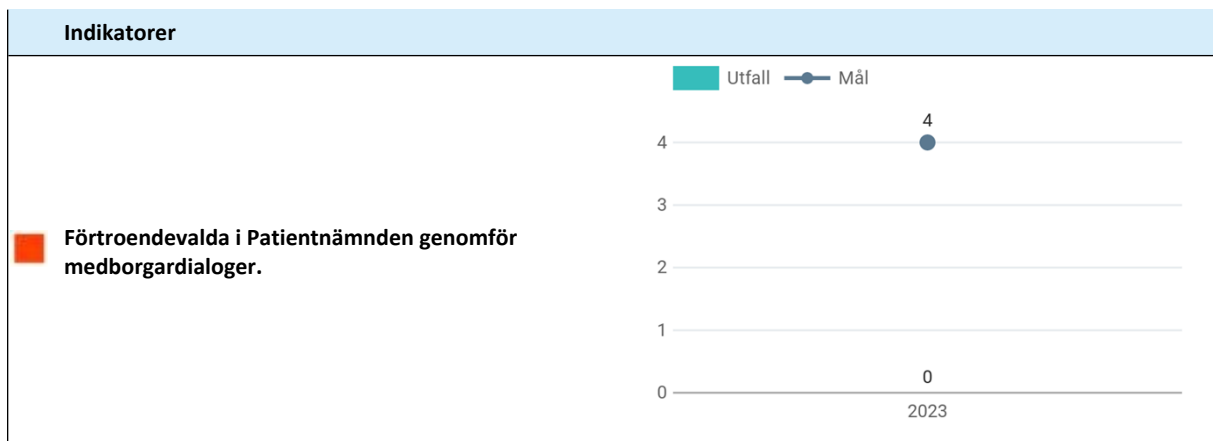 Indikatorer
Utfall Mål
4
4
3
Förtroendevalda i Patientnämnden genomför
medborgardialoger.
2
1
0
0
2023